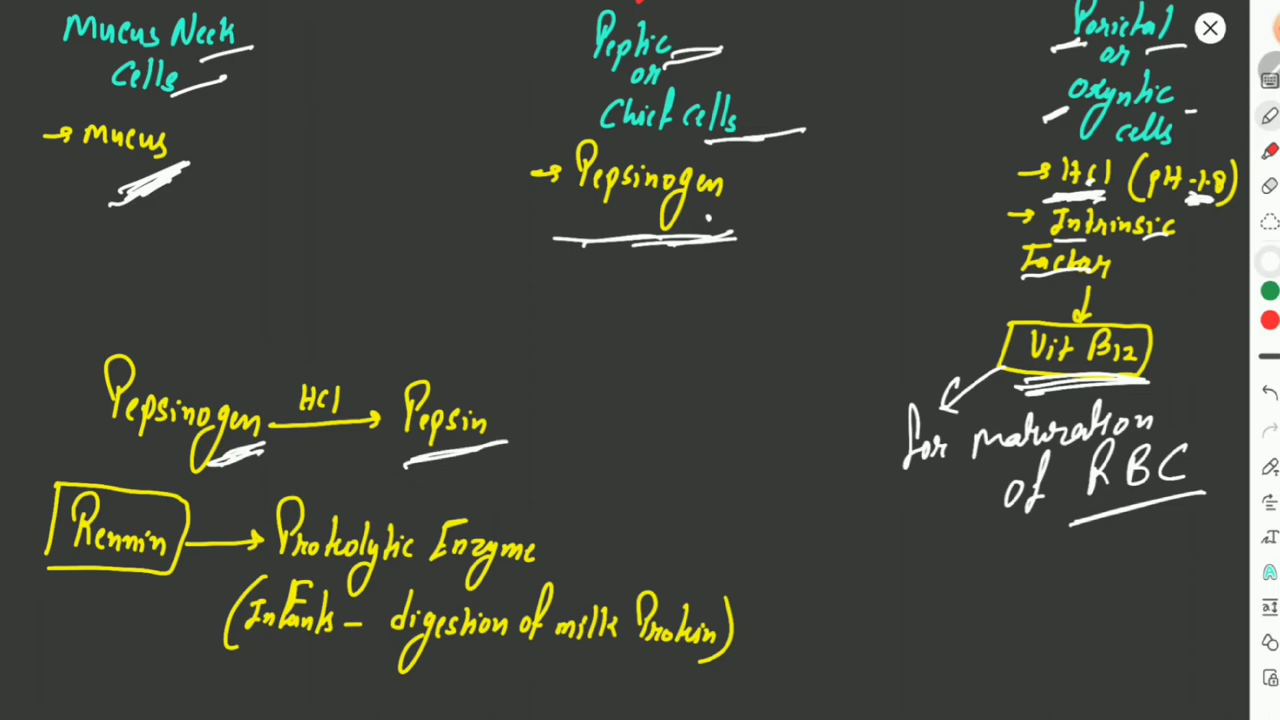 Mucus Neck
Cells
→ Mucus
Peptic
or
Chief cells
→ Pepsinogen
Parietal
or
Oxyntic
cells
→ HCl (pH-1.8)
→ Intrinsic
Factor
Vit B12
for maturation
of RBC
Pepsinogen HCl → Pepsin
Rennin → Proteolytic Enzyme
(Infants - digestion of milk Protein)